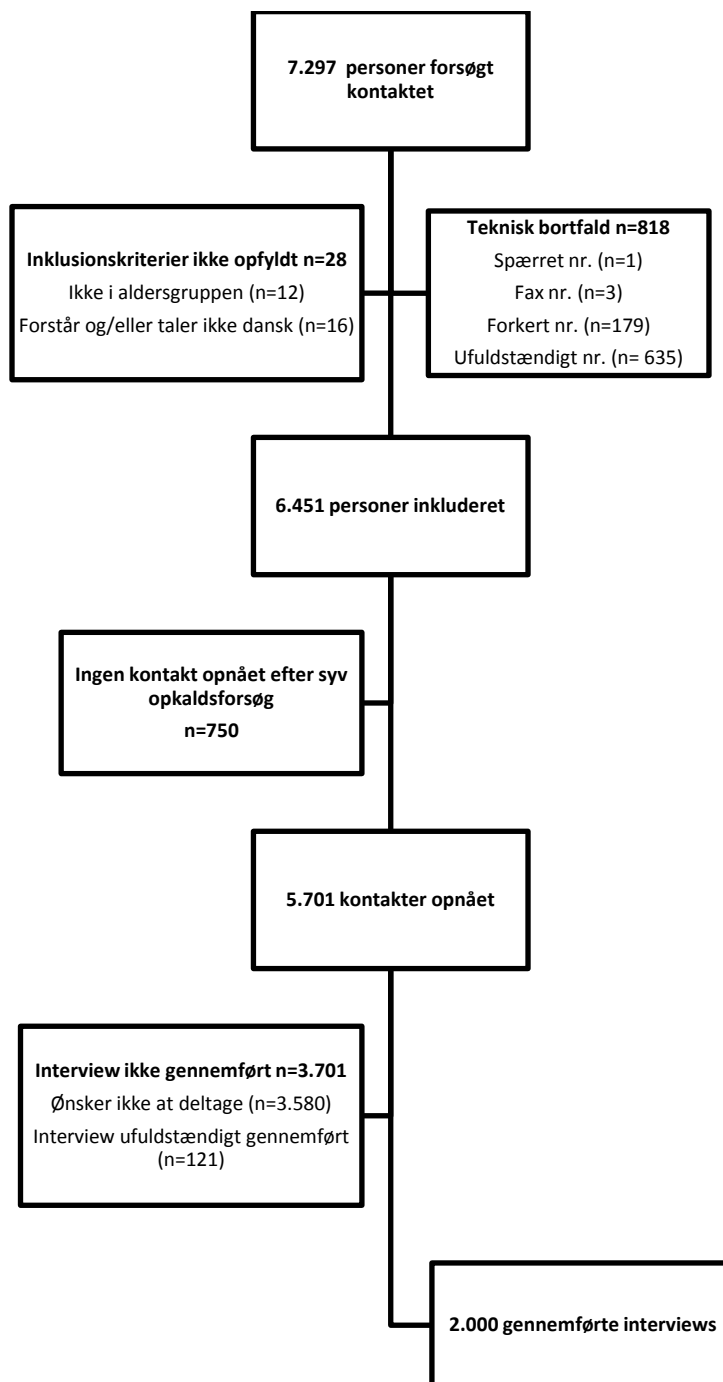 7.297 personer forsøgt
kontaktet
Inklusionskriterier ikke opfyldt n=28
Ikke i aldersgruppen (n=12)
Forstår og/eller taler ikke dansk (n=16)
Teknisk bortfald n=818
Spærret nr. (n=1)
Fax nr. (n=3)
Forkert nr. (n=179)
Ufuldstændigt nr. (n= 635)
6.451 personer inkluderet
Ingen kontakt opnået efter syv
opkaldsforsøg
n=750
5.701 kontakter opnået
Interview ikke gennemført n=3.701
Ønsker ikke at deltage (n=3.580)
Interview ufuldstændigt gennemført
(n=121)
2.000 gennemførte interviews